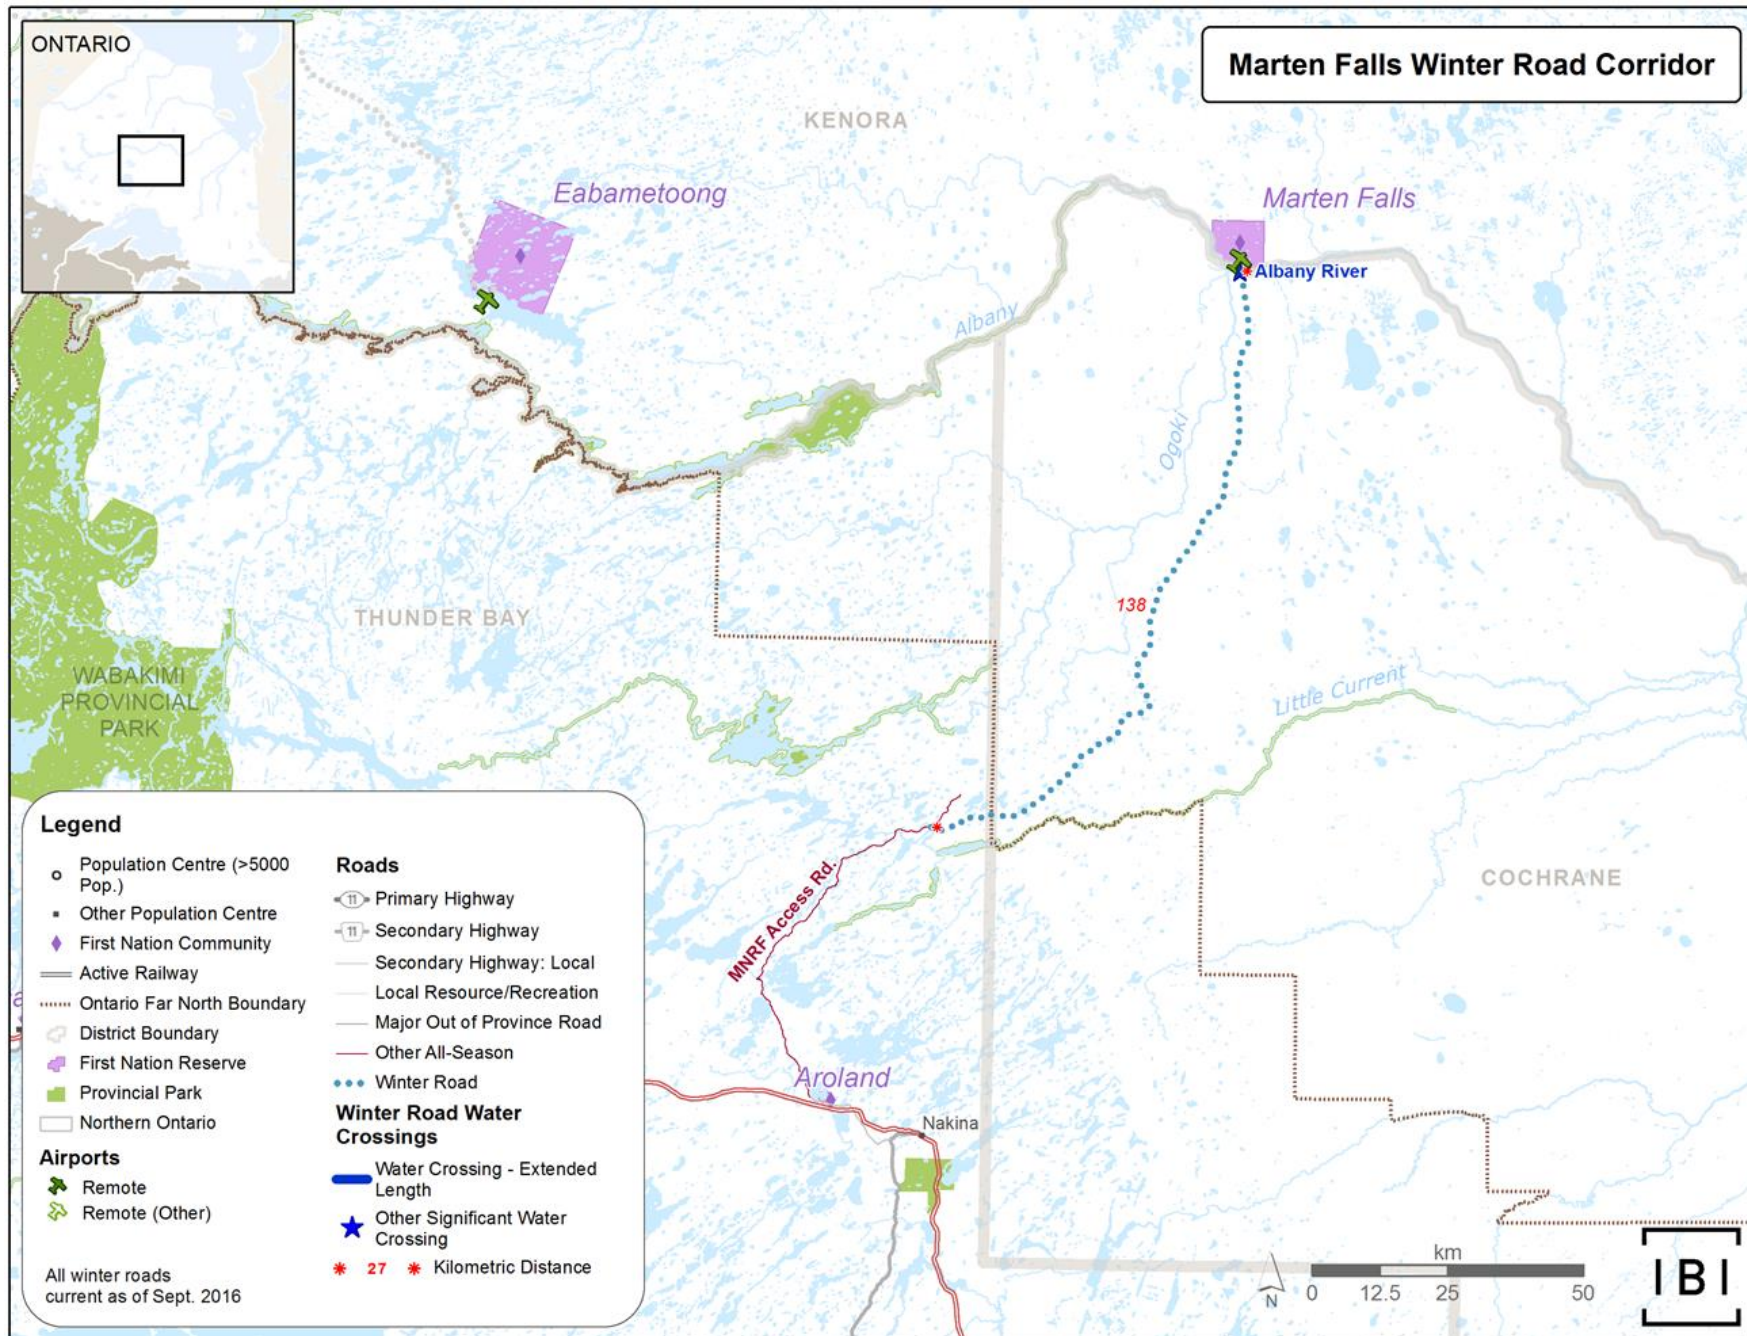 ONTARIO
Marten Falls Winter Road Corridor
KENORA
Eabametoong
Marten Falls
Albany River
Albany
Ogoki
138
THUNDER BAY
WABAKIMI
PROVINCIAL
PARK
Little Current
COCHRANE
MNRF Access Rd.
Aroland
Nakina
Legend
Population Centre (>5000
Pop.)
Other Population Centre
First Nation Community
Active Railway
Ontario Far North Boundary
District Boundary
First Nation Reserve
Provincial Park
Northern Ontario
Airports
Remote
Remote (Other)
All winter roads
current as of Sept. 2016
Roads
11 Primary Highway
11 Secondary Highway
Secondary Highway: Local
Local Resource/Recreation
Major Out of Province Road
Other All-Season
Winter Road
Winter Road Water
Crossings
Water Crossing - Extended
Length
Other Significant Water
Crossing
27 Kilometric Distance
N
km
0 12.5 25 50
IBI